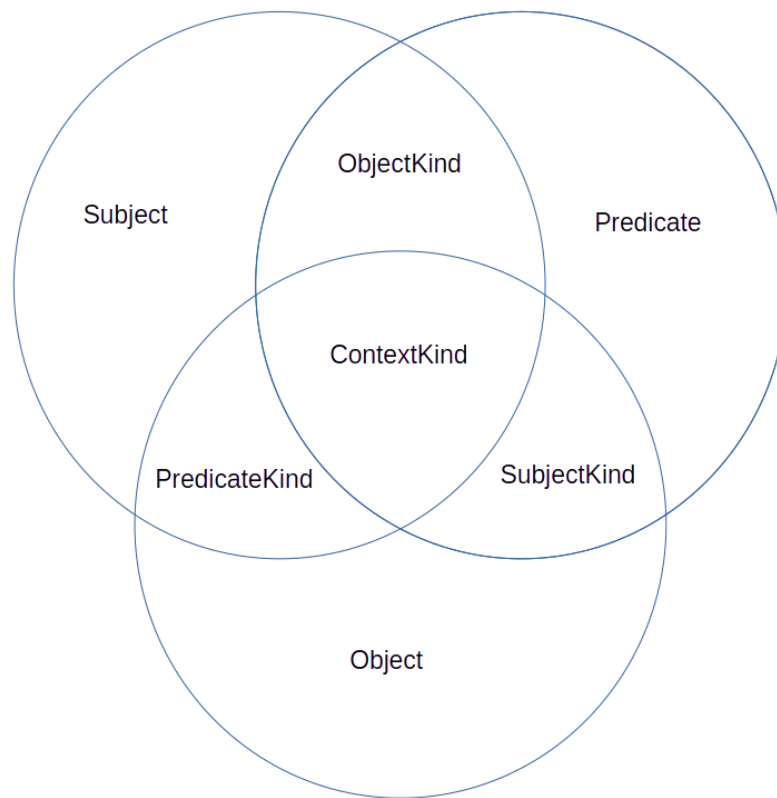 ObjectKind
Subject
Predicate
ContextKind
PredicateKind
SubjectKind
Object